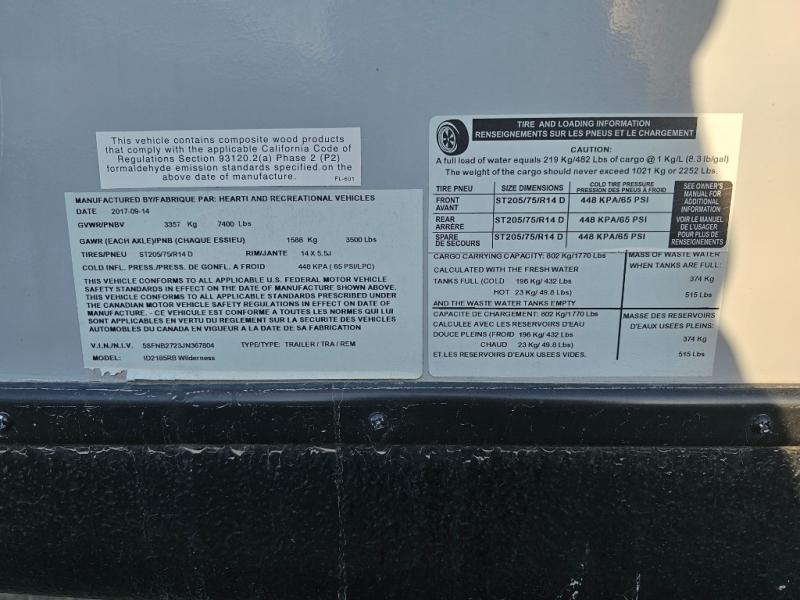 This vehicle contains composite wood products
that comply with the applicable California Code of
Regulations Section 93120.2(a) Phase 2 (P2)
formaldehyde emission standards specified on the
above date of manufacture.
FL-601
MANUFACTURED BY/FABRIQUE PAR: HEARTLAND RECREATIONAL VEHICLES
DATE 2017-09-14
GVWR/PNBV 3357 Kg 7400 Lbs
GAWR (EACH AXLE)/PNB (CHAQUE ESSIEU) 1588 Kg 3500 Lbs
TIRES/PNEU ST205/75/R14 D RIM/JANTE 14 X 5.5J
COLD INFL. PRESS./PRESS. DE GONFL. A FROID 448 KPA ( 65 PSI/LPC)
THIS VEHICLE CONFORMS TO ALL APPLICABLE U.S. FEDERAL MOTOR VEHICLE
SAFETY STANDARDS IN EFFECT ON THE DATE OF MANUFACTURE SHOWN ABOVE.
THIS VEHICLE CONFORMS TO ALL APPLICABLE STANDARDS PRESCRIBED UNDER
THE CANADIAN MOTOR VEHICLE SAFETY REGULATIONS IN EFFECT ON DATE OF
MANUFACTURE. - CE VEHICULE EST CONFORME A TOUTES LES NORMES QUI LUI
SONT APPLICABLES EN VERTU DU REGLEMENT SUR LA SECURITE DES VEHICULES
AUTOMOBILES DU CANADA EN VIGUEUR A LA DATE DE SA FABRICATION
V.I.N./N.I.V. 5SFNB2723JN367804 TYPE/TYPE: TRAILER / TRA / REM
MODEL: ID2185RB Wilderness
TIRE AND LOADING INFORMATION
RENSEIGNEMENTS SUR LES PNEUS ET LE CHARGEMENT
CAUTION:
A full load of water equals 219 Kg/482 Lbs of cargo @ 1 Kg/L (8.3 lb/gal)
The weight of the cargo should never exceed 1021 Kg or 2252 Lbs.
TIRE PNEU SIZE DIMENSIONS COLD TIRE PRESSURE
PRESSION DES PNEUS À FROID
FRONT
AVANT ST205/75/R14 D 448 KPA/65 PSI
REAR
ARRÈRE ST205/75/R14 D 448 KPA/65 PSI
SPARE
DE SECOURS ST205/75/R14 D 448 KPA/65 PSI
SEE OWNER'S
MANUAL FOR
ADDITIONAL
INFORMATION
VOIR LE MANUEL
DE L'USAGER
POUR PLUS DE
RENSEIGNEMENTS
CARGO CARRYING CAPACITY: 802 Kg/1770 Lbs
CALCULATED WITH THE FRESH WATER
TANKS FULL (COLD 196 Kg/ 432 Lbs
HOT 23 Kg/ 49.8 Lbs)
AND THE WASTE WATER TANKS EMPTY
MASS OF WASTE WATER
WHEN TANKS ARE FULL:
374 Kg
515 Lbs
CAPACITE DE CHARGEMENT: 802 Kg/1770 Lbs
CALCULEE AVEC LES RESERVOIRS D'EAU
DOUCE PLEINS (FROID 196 Kg/ 432 Lbs
CHAUD 23 Kg/ 49.8 Lbs)
ET LES RESERVOIRS D'EAUX USEES VIDES.
MASSE DES RESERVOIRS
D'EAUX USÉES PLEINS:
374 Kg
515 Lbs